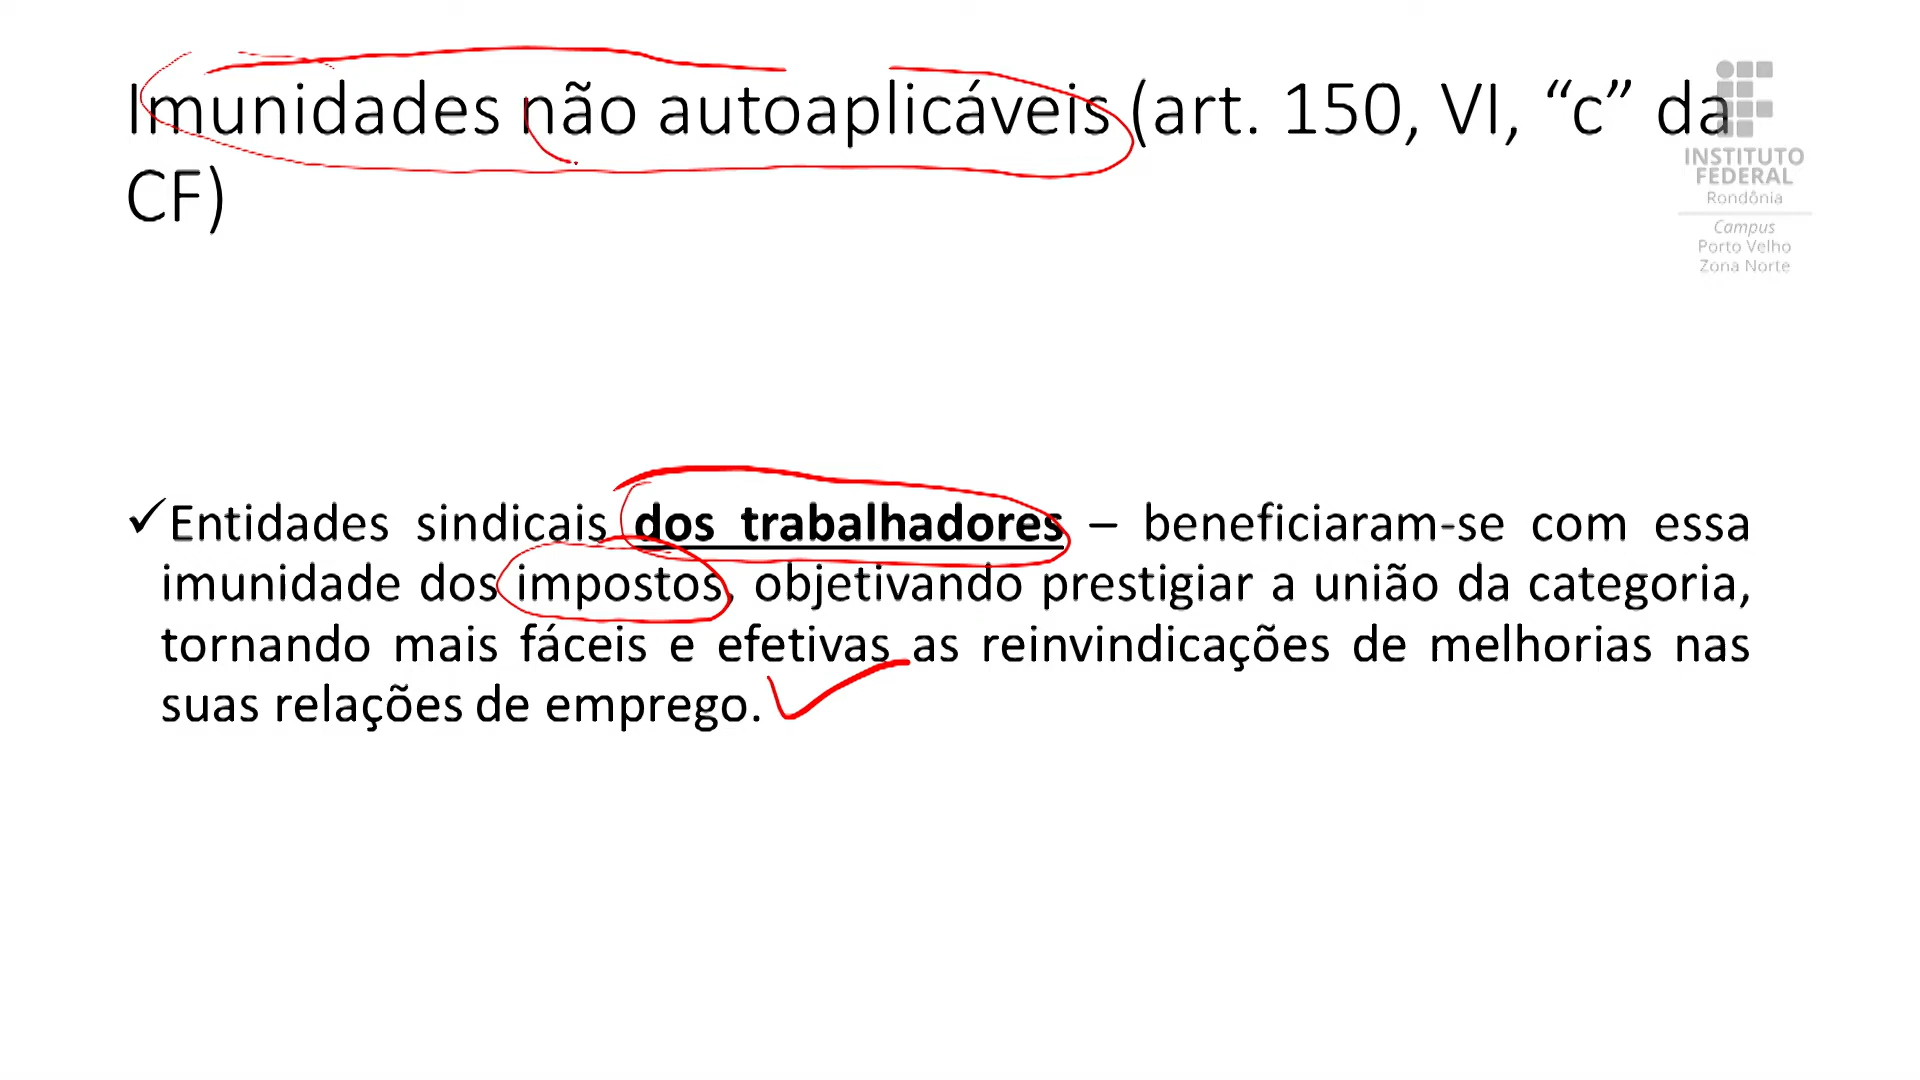 Imunidades não autoaplicáveis (art. 150, VI, “c” da
CF)
INSTITUTO
FEDERAL
Rondônia
Campus
Porto Velho
Zona Norte
Entidades sindicais dos trabalhadores – beneficiaram-se com essa
imunidade dos impostos, objetivando prestigiar a união da categoria,
tornando mais fáceis e efetivas as reinvindicações de melhorias nas
suas relações de emprego.